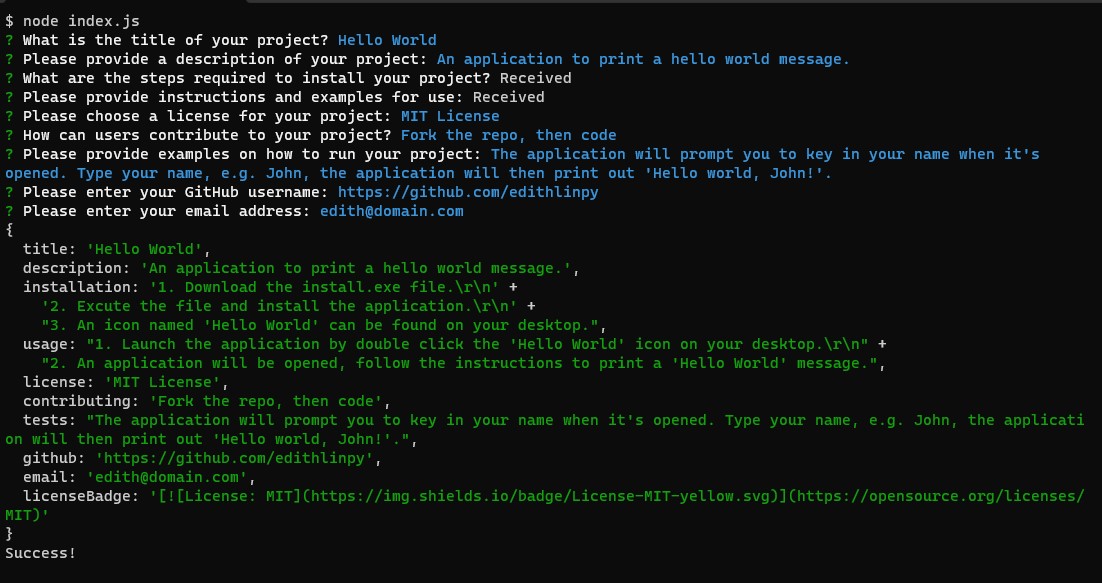 $ node index.js
? What is the title of your project? Hello World
? Please provide a description of your project: An application to print a hello world message.
? What are the steps required to install your project? Received
? Please provide instructions and examples for use: Received
? Please choose a license for your project: MIT License
? How can users contribute to your project? Fork the repo, then code
? Please provide examples on how to run your project: The application will prompt you to key in your name when it's
opened. Type your name, e.g. John, the application will then print out 'Hello world, John!'.
? Please enter your GitHub username: https://github.com/edithlinpy
? Please enter your email address: edith@domain.com
{
  title: 'Hello World',
  description: 'An application to print a hello world message.',
  installation: '1. Download the install.exe file.\r\n' +
    '2. Excute the file and install the application.\r\n' +
    "3. An icon named 'Hello World' can be found on your desktop.",
  usage: "1. Launch the application by double click the 'Hello World' icon on your desktop.\r\n" +
    "2. An application will be opened, follow the instructions to print a 'Hello World' message.",
  license: 'MIT License',
  contributing: 'Fork the repo, then code',
  tests: "The application will prompt you to key in your name when it's opened. Type your name, e.g. John, the applicati
on will then print out 'Hello world, John!'.",
  github: 'https://github.com/edithlinpy',
  email: 'edith@domain.com',
  licenseBadge: '[![License: MIT](https://img.shields.io/badge/License-MIT-yellow.svg)](https://opensource.org/licenses/
MIT)'
}
Success!